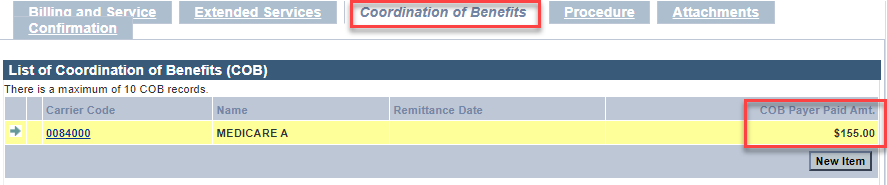 Billing and Service Extended Services Coordination of Benefits Procedure Attachments
Confirmation
List of Coordination of Benefits (COB)
There is a maximum of 10 COB records.
Carrier Code Name Remittance Date COB Payer Paid Amt.
0084000 MEDICARE A $155.00
New Item